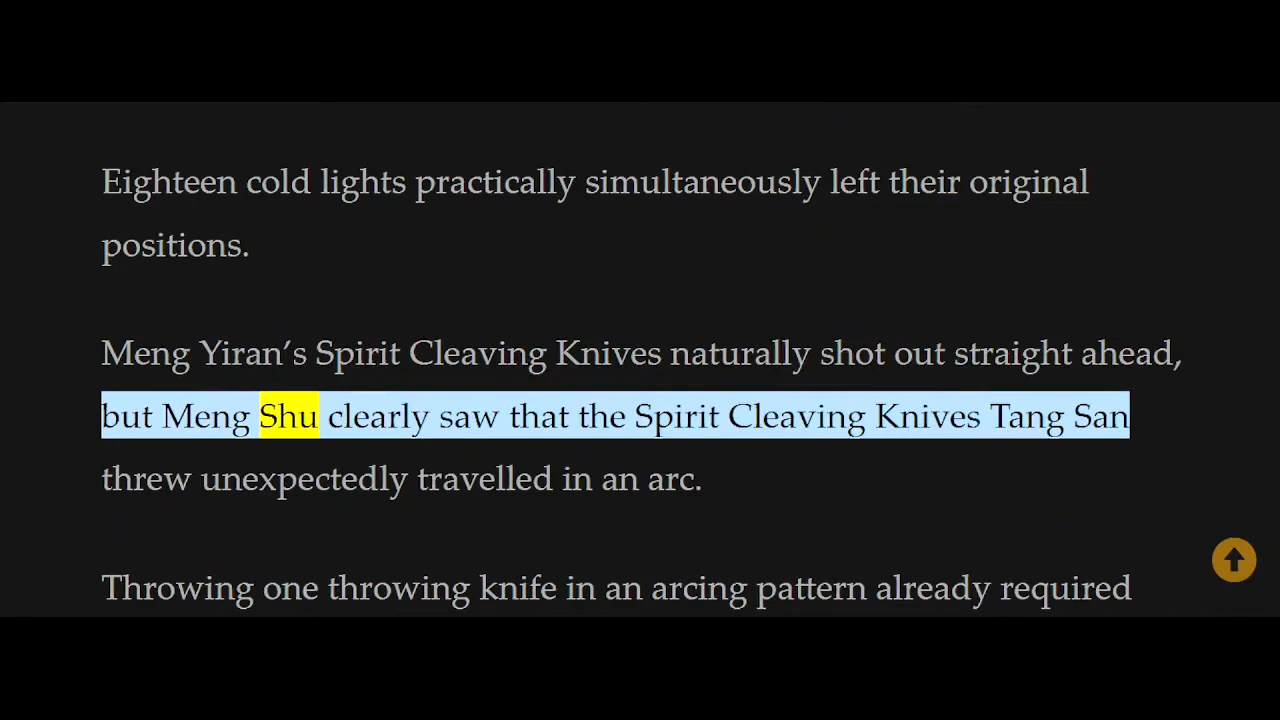 Eighteen cold lights practically simultaneously left their original
positions.
Meng Yiran’s Spirit Cleaving Knives naturally shot out straight ahead,
but Meng Shu clearly saw that the Spirit Cleaving Knives Tang San
threw unexpectedly travelled in an arc.
Throwing one throwing knife in an arcing pattern already required